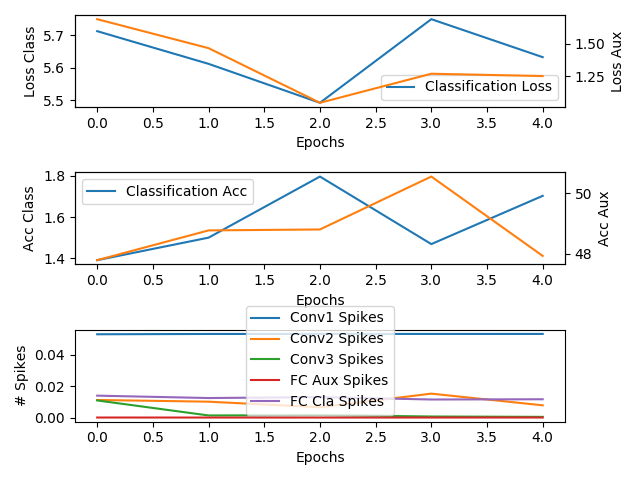 5.7
5.6
5.5
Loss Class
1.50
1.25
Loss Aux
Classification Loss
0.0 0.5 1.0 1.5 2.0 2.5 3.0 3.5 4.0
Epochs
1.8
1.6
1.4
Acc Class
50
48
Acc Aux
Classification Acc
0.0 0.5 1.0 1.5 2.0 2.5 3.0 3.5 4.0
Epochs
0.04
0.02
0.00
# Spikes
Conv1 Spikes
Conv2 Spikes
Conv3 Spikes
FC Aux Spikes
FC Cla Spikes
0.0 0.5 1.0 1.5 2.0 2.5 3.0 3.5 4.0
Epochs